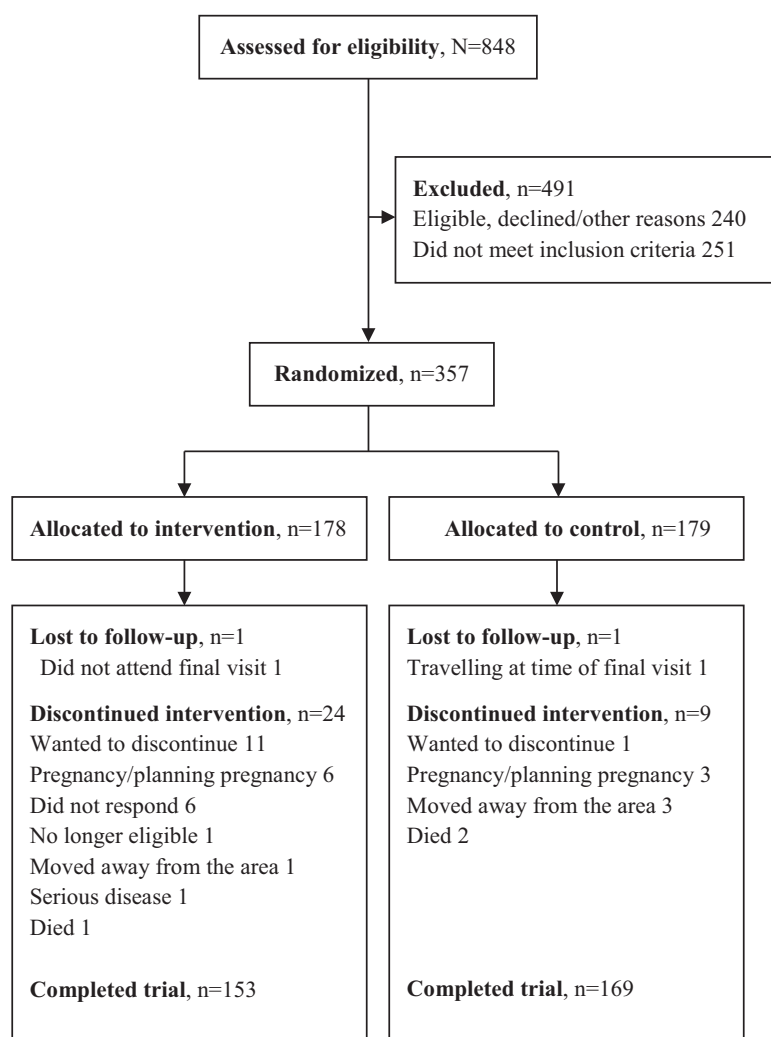 Assessed for eligibility, N=848
Excluded, n=491
Eligible, declined/other reasons 240
Did not meet inclusion criteria 251
Randomized, n=357
Allocated to intervention, n=178
Allocated to control, n=179
Lost to follow-up, n=1
Did not attend final visit 1
Discontinued intervention, n=24
Wanted to discontinue 11
Pregnancy/planning pregnancy 6
Did not respond 6
No longer eligible 1
Moved away from the area 1
Serious disease 1
Died 1
Completed trial, n=153
Lost to follow-up, n=1
Travelling at time of final visit 1
Discontinued intervention, n=9
Wanted to discontinue 1
Pregnancy/planning pregnancy 3
Moved away from the area 3
Died 2
Completed trial, n=169